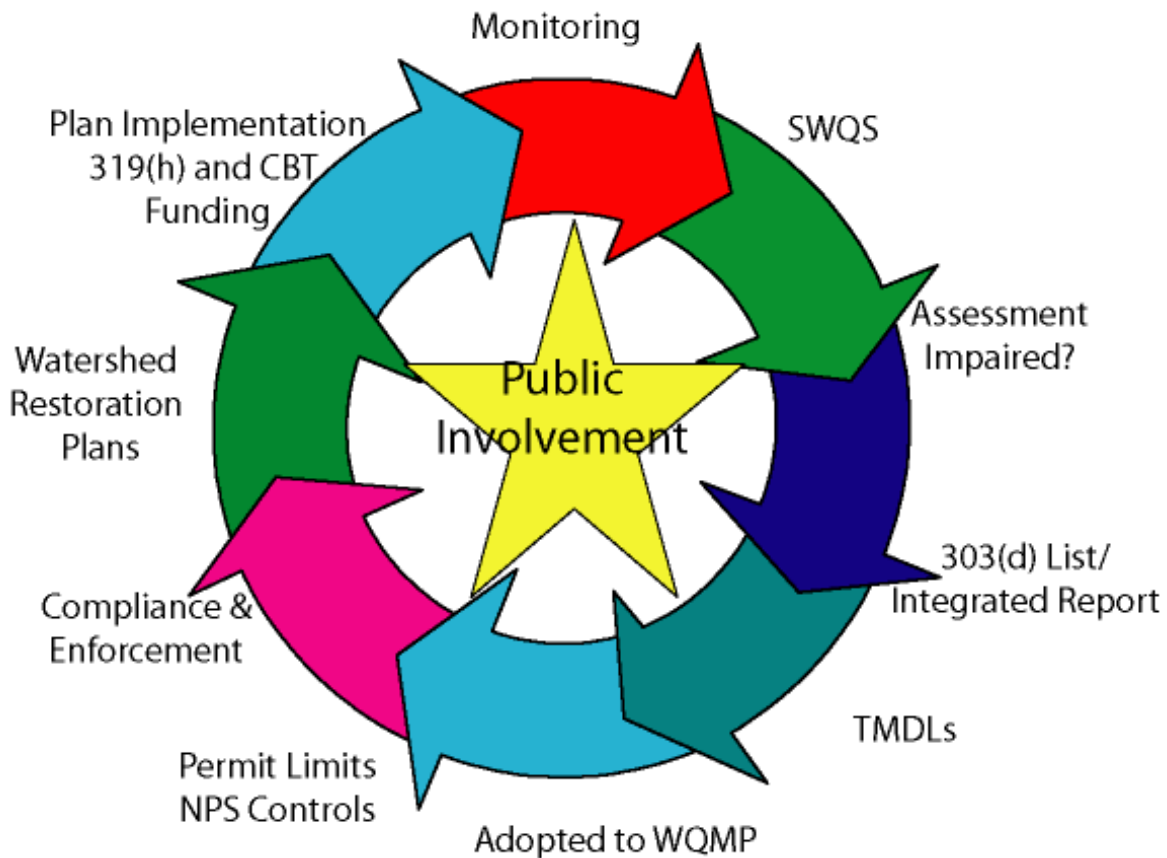 Monitoring
SWQS
Assessment
Impaired?
303(d) List/
Integrated Report
TMDLs
Adopted to WQMP
Permit Limits
NPS Controls
Compliance &
Enforcement
Watershed
Restoration
Plans
Plan Implementation
319(h) and CBT
Funding
Public
Involvement